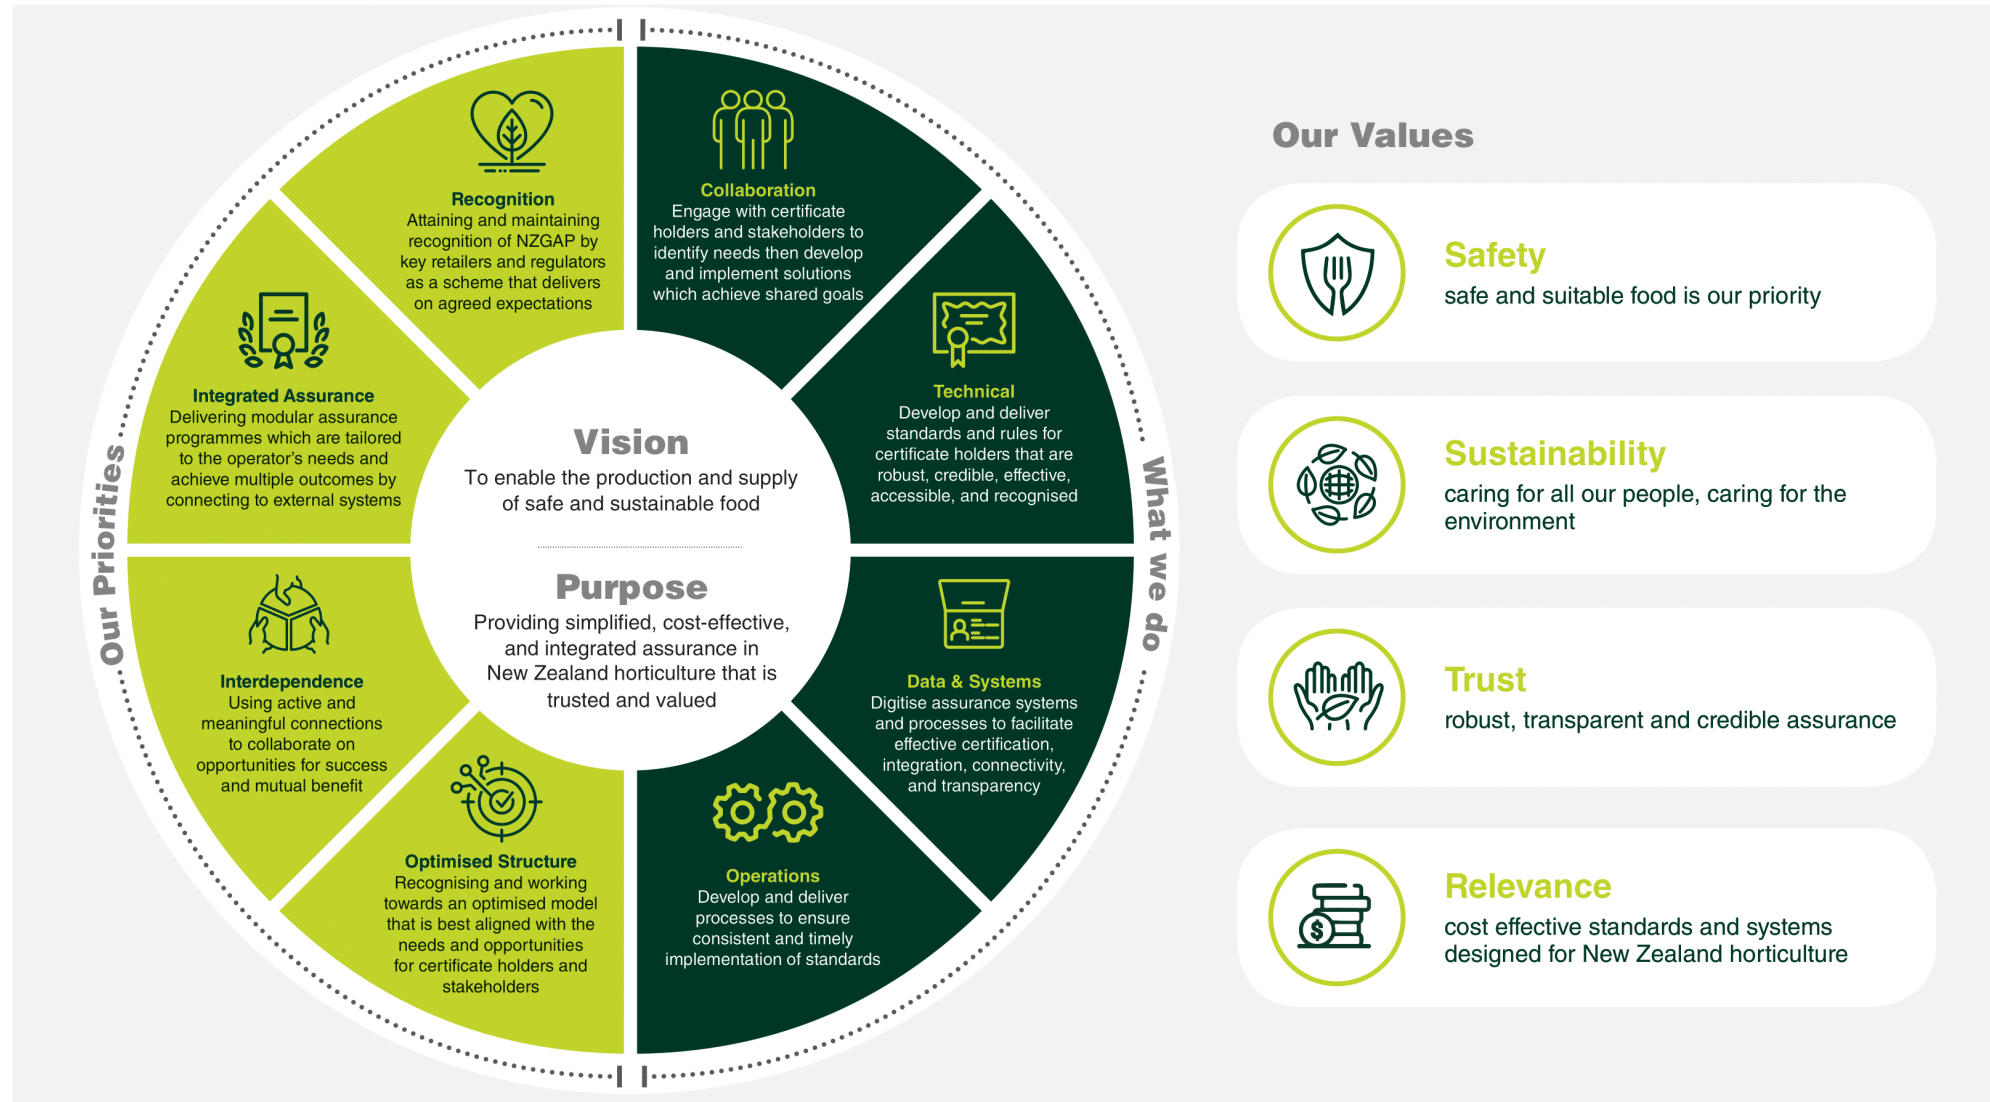 Our Priorities
Recognition
Attaining and maintaining
recognition of NZGAP by
key retailers and regulators
as a scheme that delivers
on agreed expectations
Integrated Assurance
Delivering modular assurance
programmes which are tailored
to the operator's needs and
achieve multiple outcomes by
connecting to external systems
Interdependence
Using active and
meaningful connections
to collaborate on
opportunities for success
and mutual benefit
Optimised Structure
Recognising and working
towards an optimised model
that is best aligned with the
needs and opportunities
for certificate holders and
stakeholders
Vision
To enable the production and supply
of safe and sustainable food
Purpose
Providing simplified, cost-effective,
and integrated assurance in
New Zealand horticulture that is
trusted and valued
What we do
Collaboration
Engage with certificate
holders and stakeholders to
identify needs then develop
and implement solutions
which achieve shared goals
Technical
Develop and deliver
standards and rules for
certificate holders that are
robust, credible, effective,
accessible, and recognised
Data & Systems
Digitise assurance systems
and processes to facilitate
effective certification,
integration, connectivity,
and transparency
Operations
Develop and deliver
processes to ensure
consistent and timely
implementation of standards
Our Values
Safety
safe and suitable food is our priority
Sustainability
caring for all our people, caring for the
environment
Trust
robust, transparent and credible assurance
$
Relevance
cost effective standards and systems
designed for New Zealand horticulture